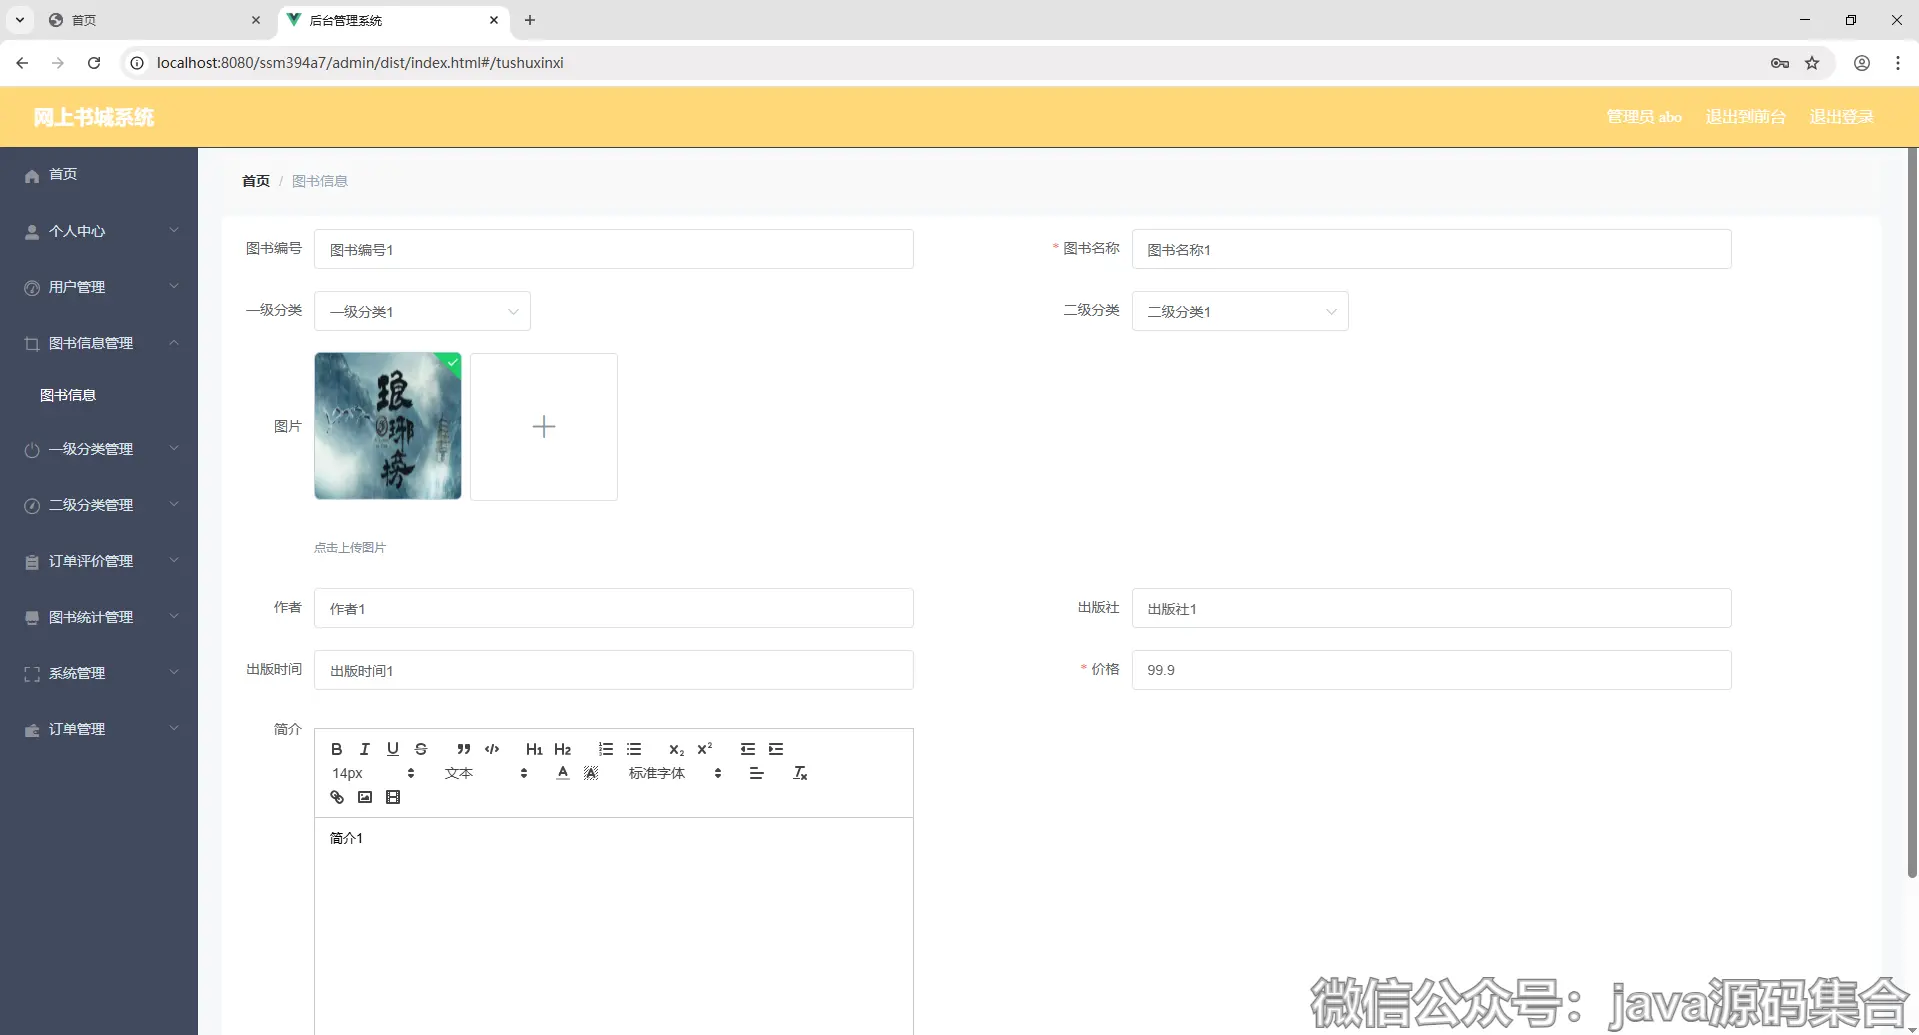 首页
后台管理系统
localhost:8080/ssm394a7/admin/dist/index.html#/tushuxinxi
网上书城系统
管理员 abo
退出到前台
退出登录
首页
个人中心
用户管理
图书信息管理
图书信息
一级分类管理
二级分类管理
订单评价管理
图书统计管理
系统管理
订单管理
首页 / 图书信息
图书编号 图书编号1
* 图书名称 图书名称1
一级分类 一级分类1
二级分类 二级分类1
图片
琅琊榜
点击上传图片
作者 作者1
出版社 出版社1
出版时间 出版时间1
* 价格 99.9
简介
B I U S H1 H2 X2 X2
14px 文本 A A 标准字体 Tx
简介1
微信公众号：java源码集合